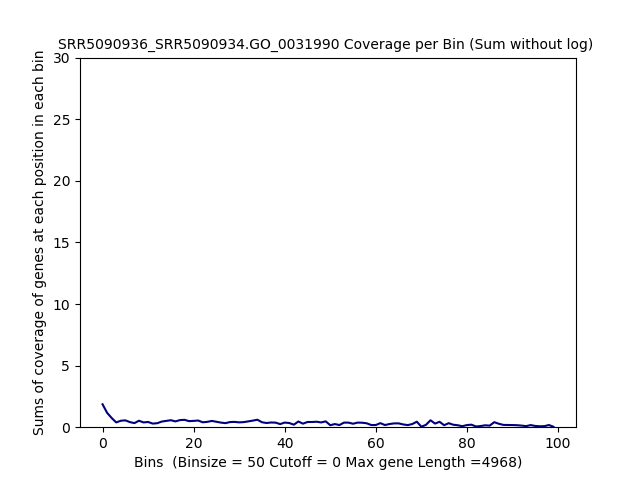 SRR5090936_SRR5090934.GO_0031990 Coverage per Bin (Sum without log)
Sums of coverage of genes at each position in each bin
30
25
20
15
10
5
0
0 20 40 60 80 100
Bins  (Binsize = 50 Cutoff = 0 Max gene Length =4968)